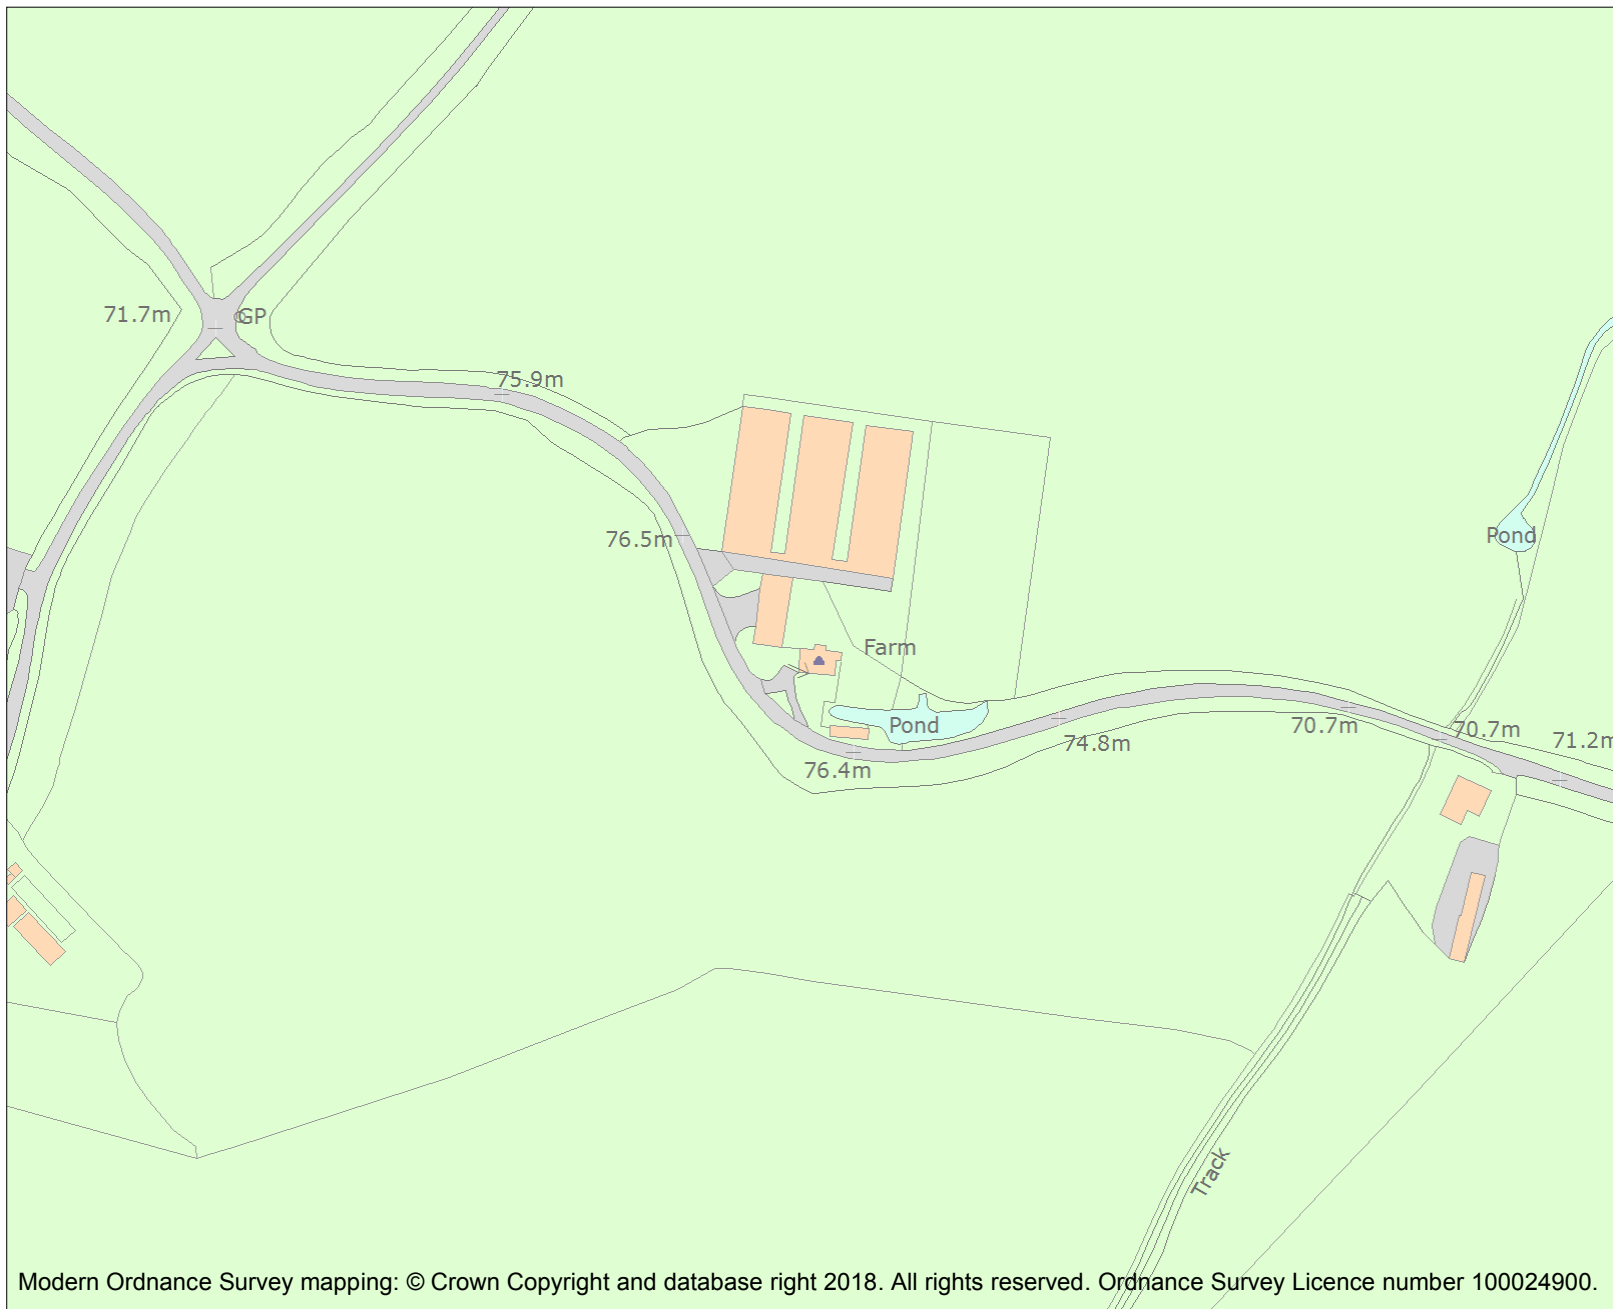 71.7m
GP
75.9m
76.5m
Pond
Farm
Pond
70.7m
70.7m
71.2m
74.8m
76.4m
Track
Modern Ordnance Survey mapping: © Crown Copyright and database right 2018. All rights reserved. Ordnance Survey Licence number 100024900.